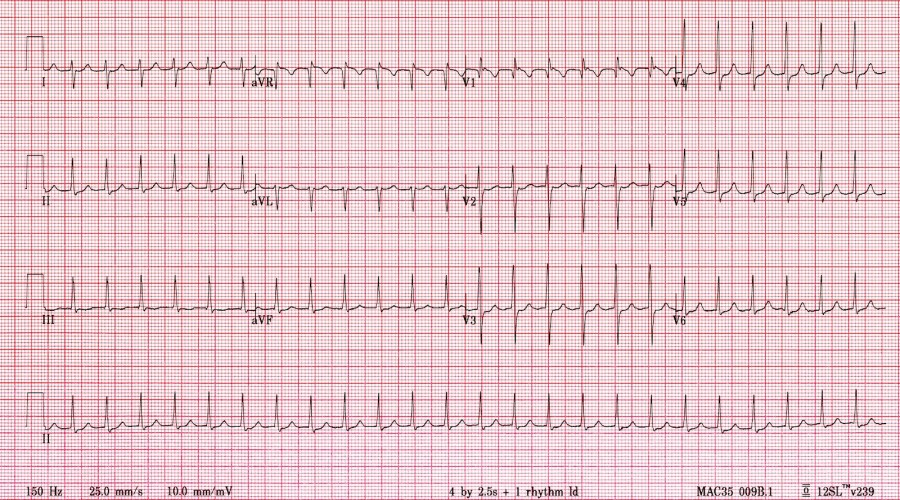 I aVR V1 V4
II aVL V2 V5
III aVF V3 V6
II
150 Hz 25.0 mm/s 10.0 mm/mV 4 by 2.5s + 1 rhythm ld MAC35 009B.1 12SL™v239